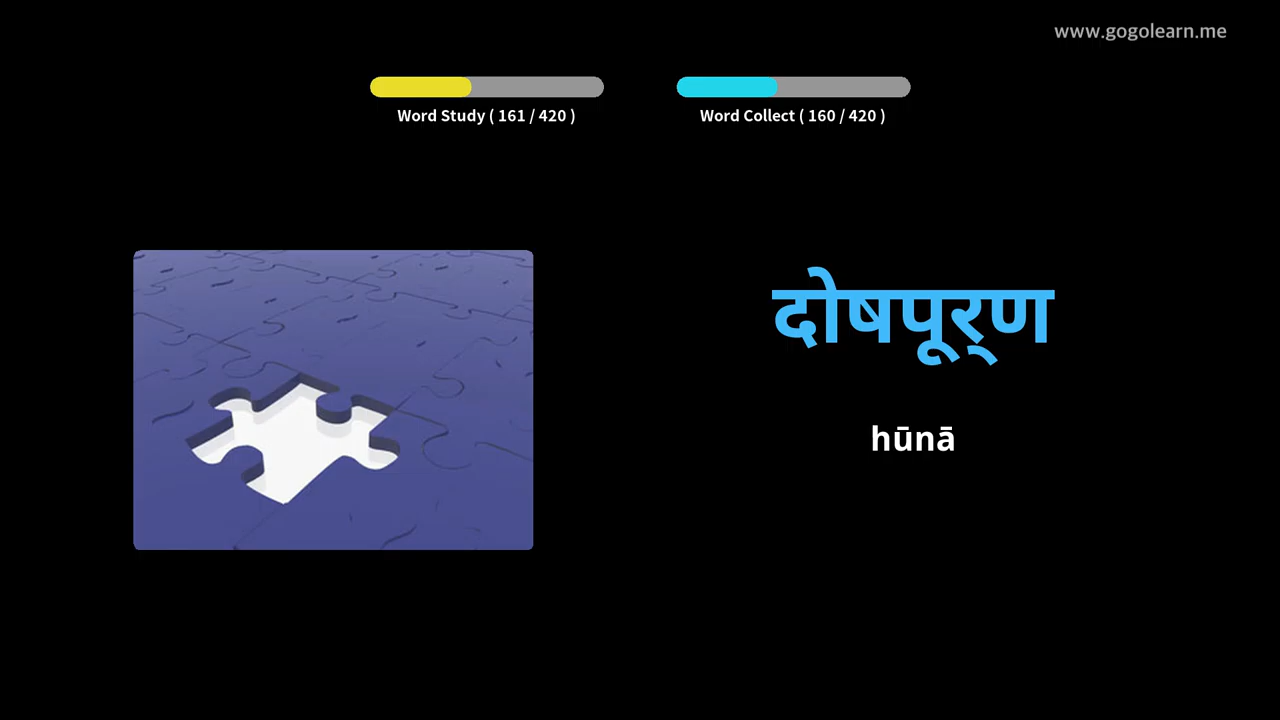 www.gogolearn.me
Word Study ( 161 / 420 )
Word Collect ( 160 / 420 )
दोषपूर्‌ण
hūnā